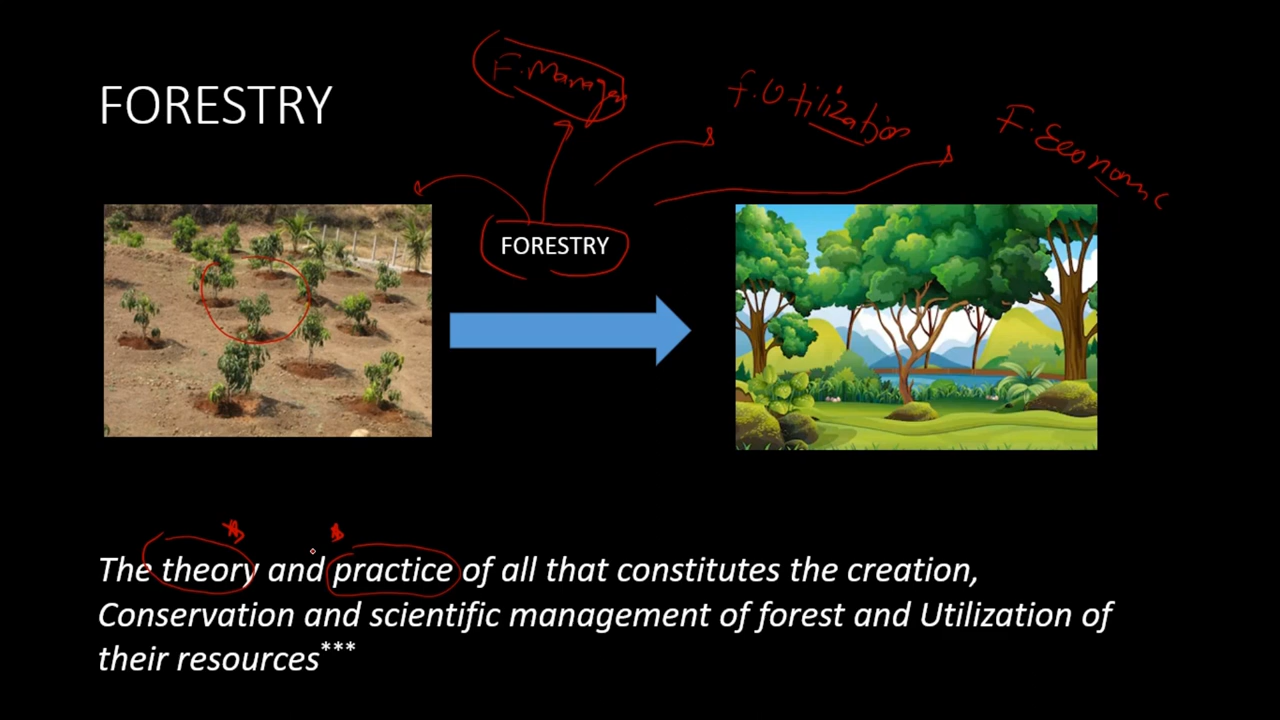 FORESTRY
F. Manage
f. Utilization
F. Economic
FORESTRY
The theory and practice of all that constitutes the creation,
Conservation and scientific management of forest and Utilization of
their resources***